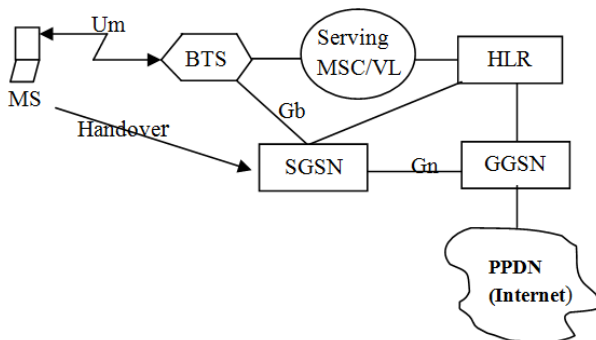 Um
Serving
MSC/VL
BTS
HLR
MS
Gb
Handover
SGSN
Gn
GGSN
PPDN
(Internet)